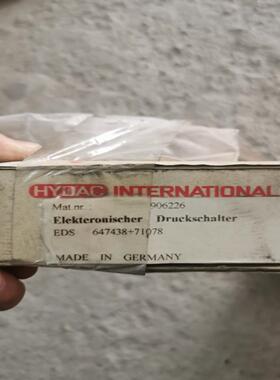 HYDAC INTERNATIONAL
Mat.nr.: 906226
Elekteronischer Druckschalter
EDS 647438+71078
MADE IN GERMANY